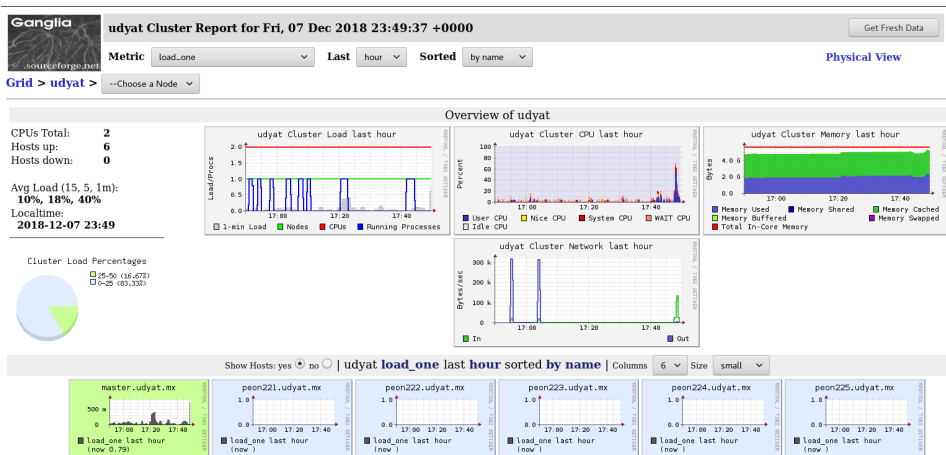 Ganglia
.sourceforge.net
udyat Cluster Report for Fri, 07 Dec 2018 23:49:37 +0000
Get Fresh Data
Metric load_one Last hour Sorted by name Physical View
Grid > udyat > --Choose a Node
Overview of udyat
CPUs Total: 2
Hosts up: 6
Hosts down: 0
Avg Load (15, 5, 1m):
10%, 18%, 40%
Localtime:
2018-12-07 23:49
Cluster Load Percentages
25-50 (16.67%)
0-25 (83.33%)
udyat Cluster Load last hour
Load/Procs
2.0
1.5
1.0
0.5
0.0
17:00 17:20 17:40
1-min Load Nodes CPUs Running Processes
udyat Cluster CPU last hour
Percent
100
80
60
40
20
0
17:00 17:20 17:40
User CPU Nice CPU System CPU WAIT CPU
Idle CPU
udyat Cluster Memory last hour
Bytes
4.0 G
2.0 G
0.0
17:00 17:20 17:40
Memory Used Memory Shared Memory Cached
Memory Buffered Memory Swapped
Total In-Core Memory
udyat Cluster Network last hour
Bytes/sec
300 k
200 k
100 k
0
17:00 17:20 17:40
In Out
Show Hosts: yes no | udyat load_one last hour sorted by name | Columns 6 Size small
master.udyat.mx
500 m
0.0
17:00 17:20 17:40
load_one last hour
(now 0.79)
peon221.udyat.mx
1.0
0.0
17:00 17:20 17:40
load_one last hour
(now )
peon222.udyat.mx
1.0
0.0
17:00 17:20 17:40
load_one last hour
(now )
peon223.udyat.mx
1.0
0.0
17:00 17:20 17:40
load_one last hour
(now )
peon224.udyat.mx
1.0
0.0
17:00 17:20 17:40
load_one last hour
(now )
peon225.udyat.mx
1.0
0.0
17:00 17:20 17:40
load_one last hour
(now )